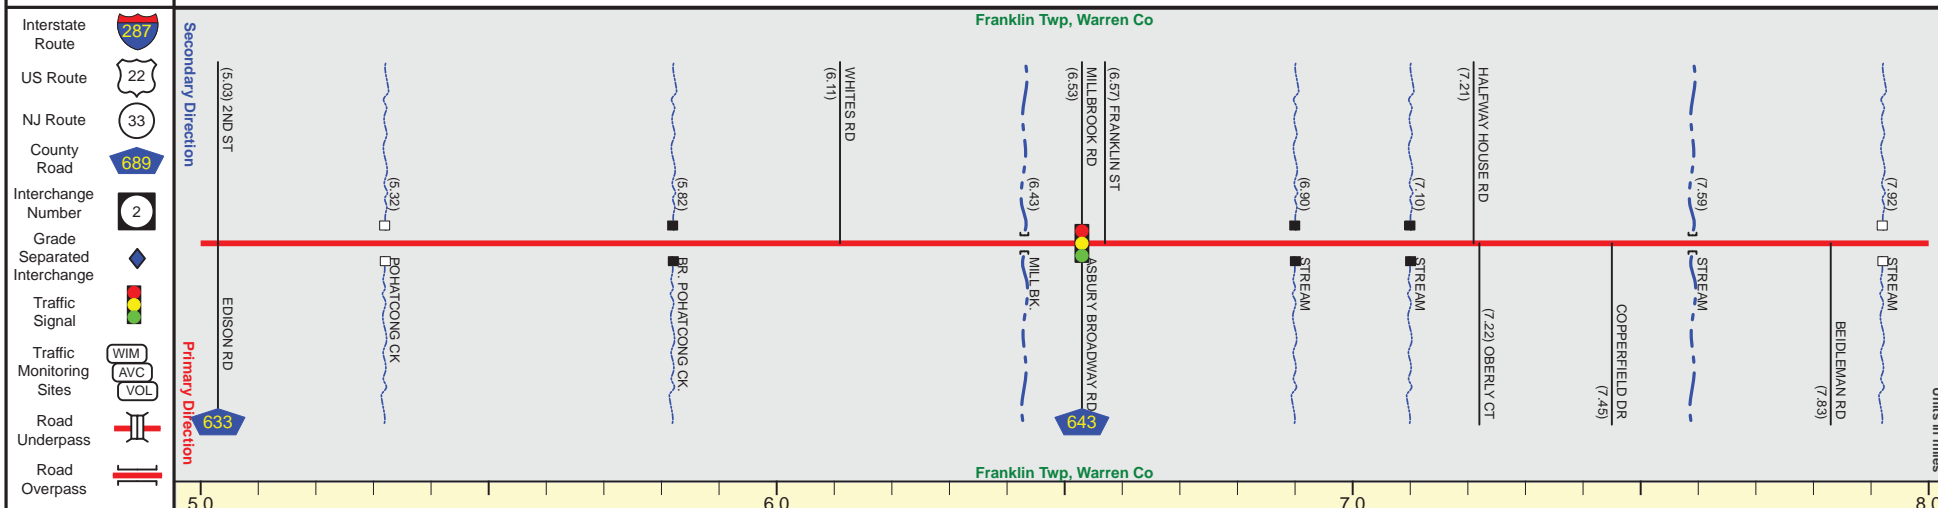 Interstate
Route
287
US Route
22
NJ Route
33
County
Road
689
Interchange
Number
2
Grade
Separated
Interchange
Traffic
Signal
Traffic
Monitoring
Sites
WIM
AVC
VOL
Road
Underpass
Road
Overpass
Secondary Direction
Primary Direction
Franklin Twp, Warren Co
(5.03) 2ND ST
EDISON RD
633
(5.32)
POHATCONG CK
(5.82)
BR. POHATCONG CK.
WHITES RD
(6.11)
(6.43)
MILL BK.
MILLBROOK RD
(6.53)
ASBURY BROADWAY RD
643
(6.57) FRANKLIN ST
(6.90)
STREAM
(7.10)
STREAM
HALFWAY HOUSE RD
(7.21)
(7.22) OBERLY CT
COPPERFIELD DR
(7.45)
(7.59)
STREAM
BEIDLEMAN RD
(7.83)
(7.92)
STREAM
Units in miles
Franklin Twp, Warren Co
5.0
6.0
7.0
8.0